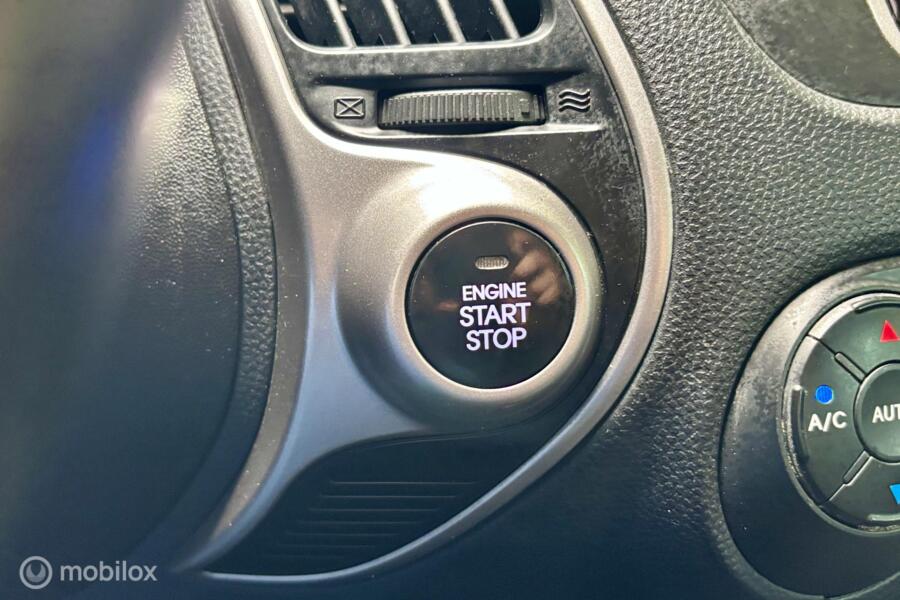 ENGINE
START
STOP
A/C
AUT
mobilox